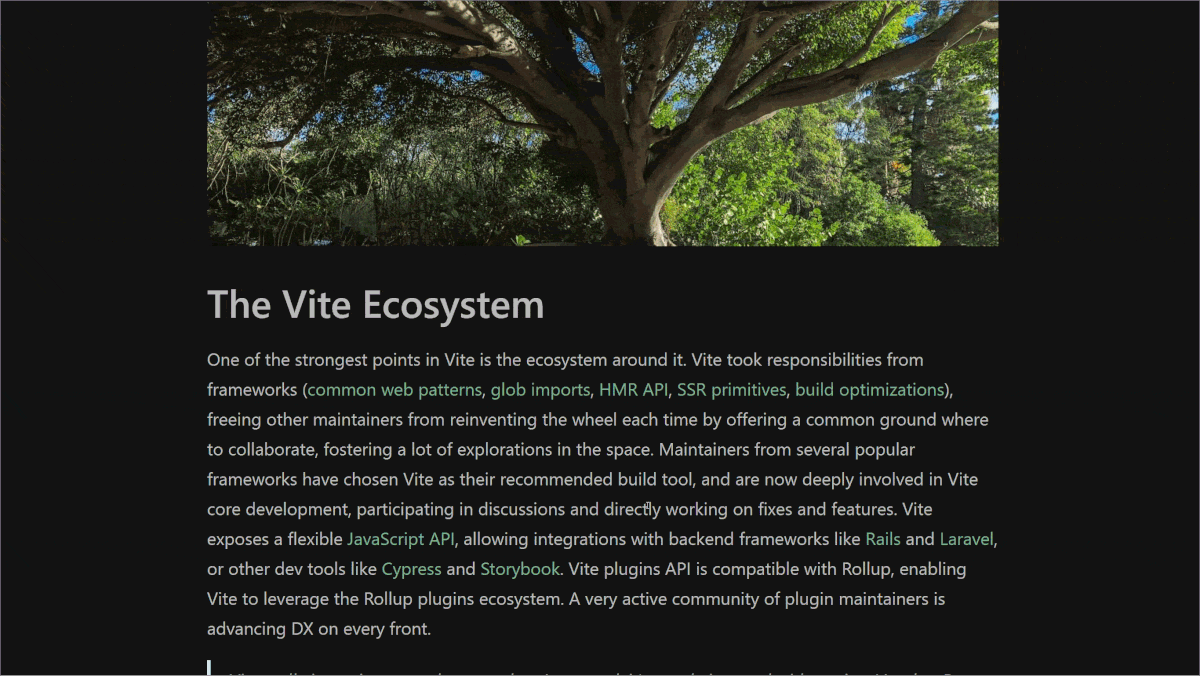 The Vite Ecosystem
One of the strongest points in Vite is the ecosystem around it. Vite took responsibilities from
frameworks (common web patterns, glob imports, HMR API, SSR primitives, build optimizations),
freeing other maintainers from reinventing the wheel each time by offering a common ground where
to collaborate, fostering a lot of explorations in the space. Maintainers from several popular
frameworks have chosen Vite as their recommended build tool, and are now deeply involved in Vite
core development, participating in discussions and directly working on fixes and features. Vite
exposes a flexible JavaScript API, allowing integrations with backend frameworks like Rails and Laravel,
or other dev tools like Cypress and Storybook. Vite plugins API is compatible with Rollup, enabling
Vite to leverage the Rollup plugins ecosystem. A very active community of plugin maintainers is
advancing DX on every front.